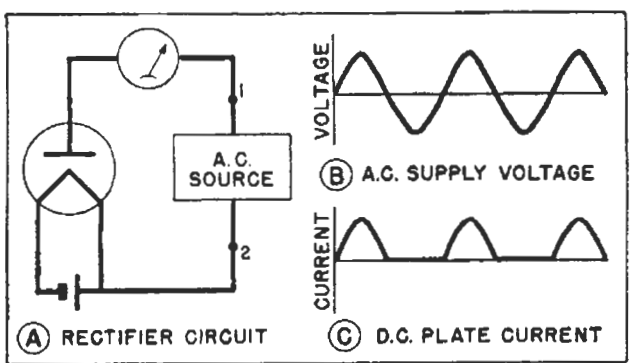 1
A.C.
SOURCE
2
A RECTIFIER CIRCUIT
VOLTAGE
B A.C. SUPPLY VOLTAGE
CURRENT
C D.C. PLATE CURRENT